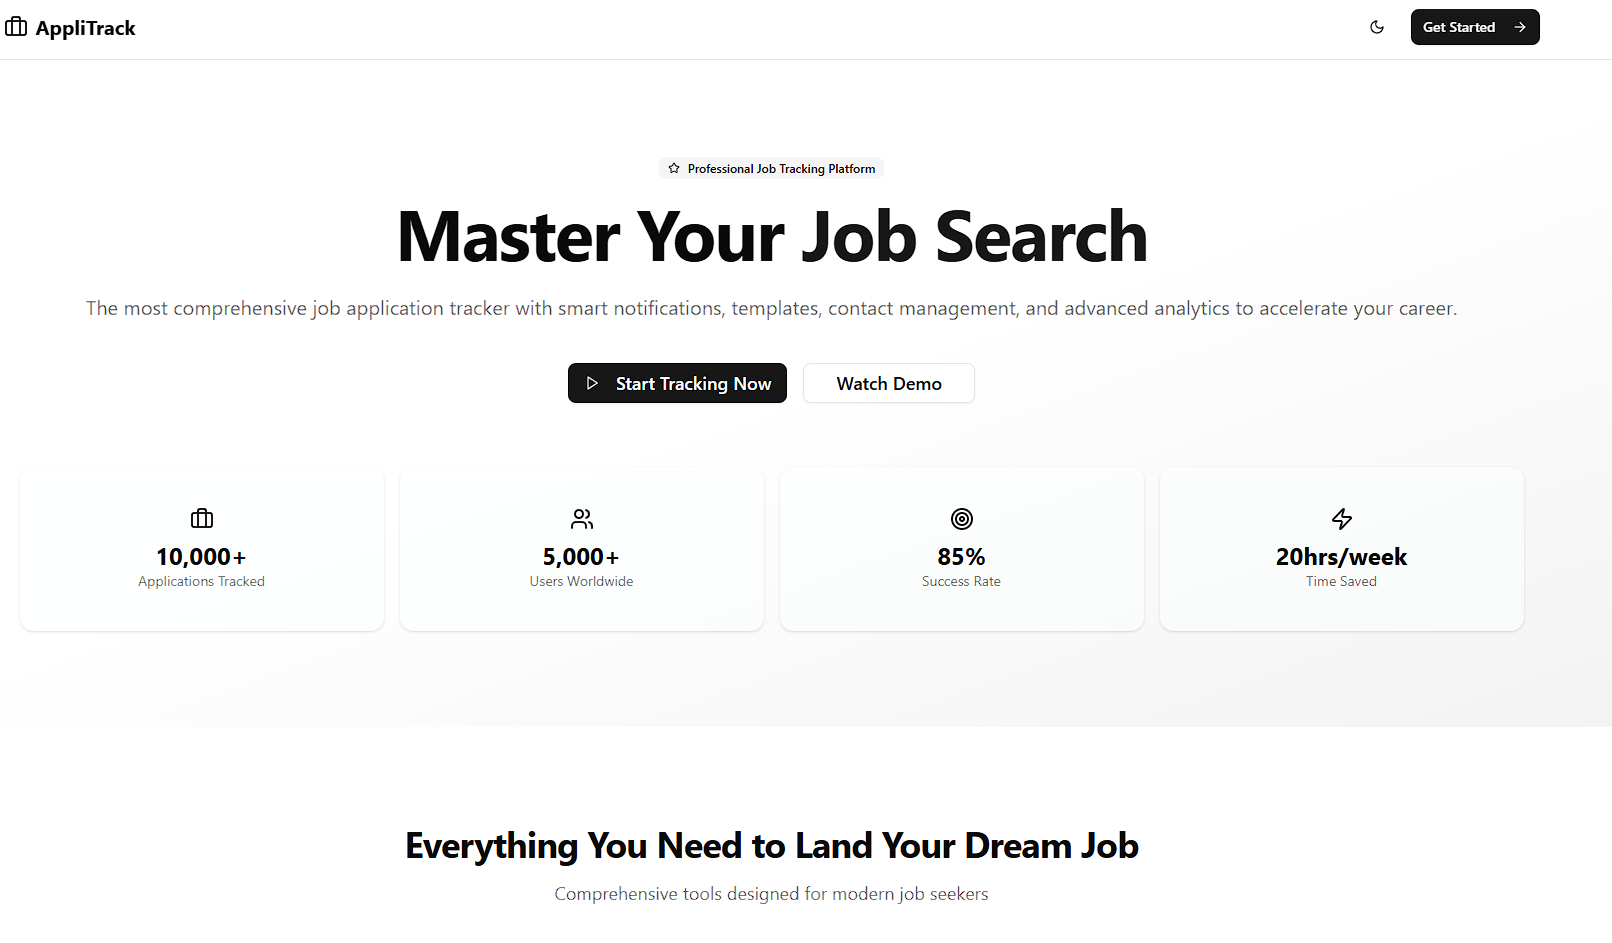 AppliTrack
Get Started
Professional Job Tracking Platform
Master Your Job Search
The most comprehensive job application tracker with smart notifications, templates, contact management, and advanced analytics to accelerate your career.
Start Tracking Now
Watch Demo
10,000+
Applications Tracked
5,000+
Users Worldwide
85%
Success Rate
20hrs/week
Time Saved
Everything You Need to Land Your Dream Job
Comprehensive tools designed for modern job seekers